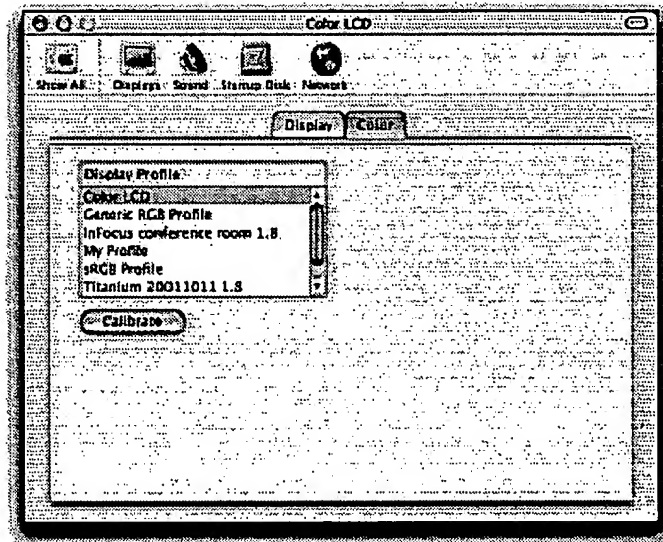 Color LCD
Show All Displays Sound Startup Disk Network
Display Color
Display Profile
Color LCD
Generic RGB Profile
InFocus conference room 1.8
My Profile
sRGB Profile
Titanium 20011011 1.8
Calibrate